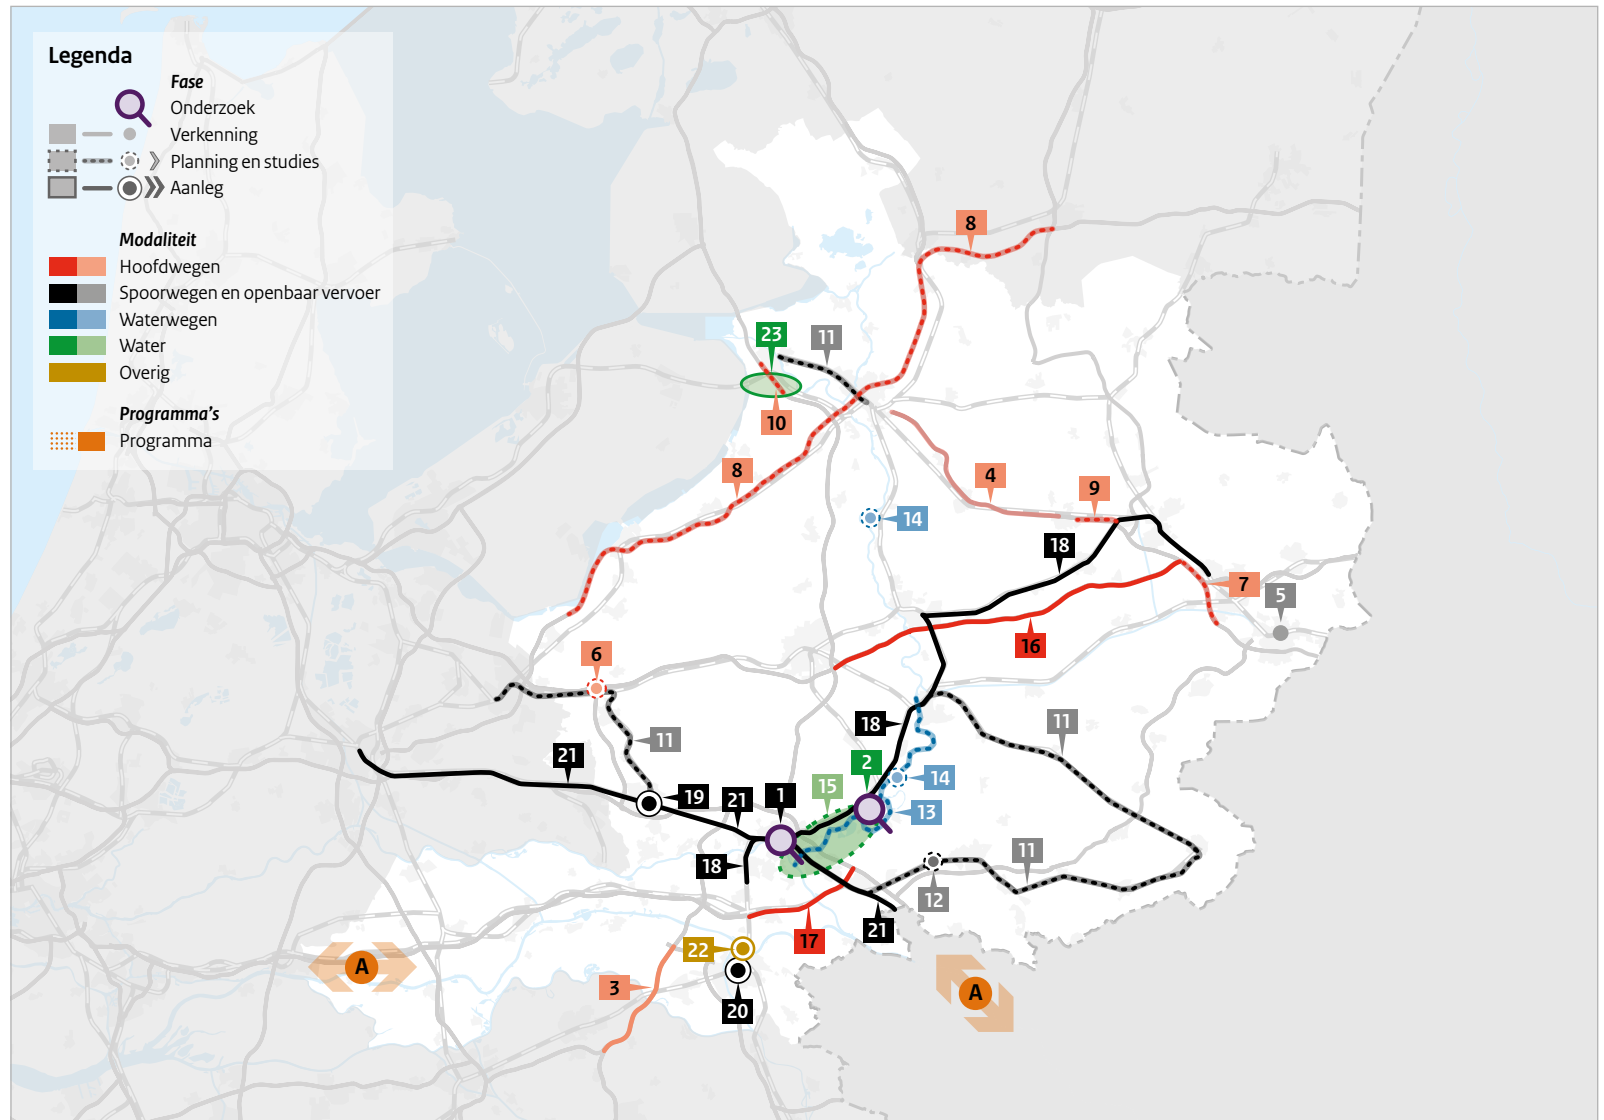 Legenda
Fase
Onderzoek
Verkenning
Planning en studies
Aanleg
Modaliteit
Hoofdwegen
Spoorwegen en openbaar vervoer
Waterwegen
Water
Overig
Programma's
Programma
8
23
11
10
8
4
9
14
18
7
5
16
6
18
11
11
21
2
14
15
1
19
21
13
18
11
12
17
21
22
A
3
A
20